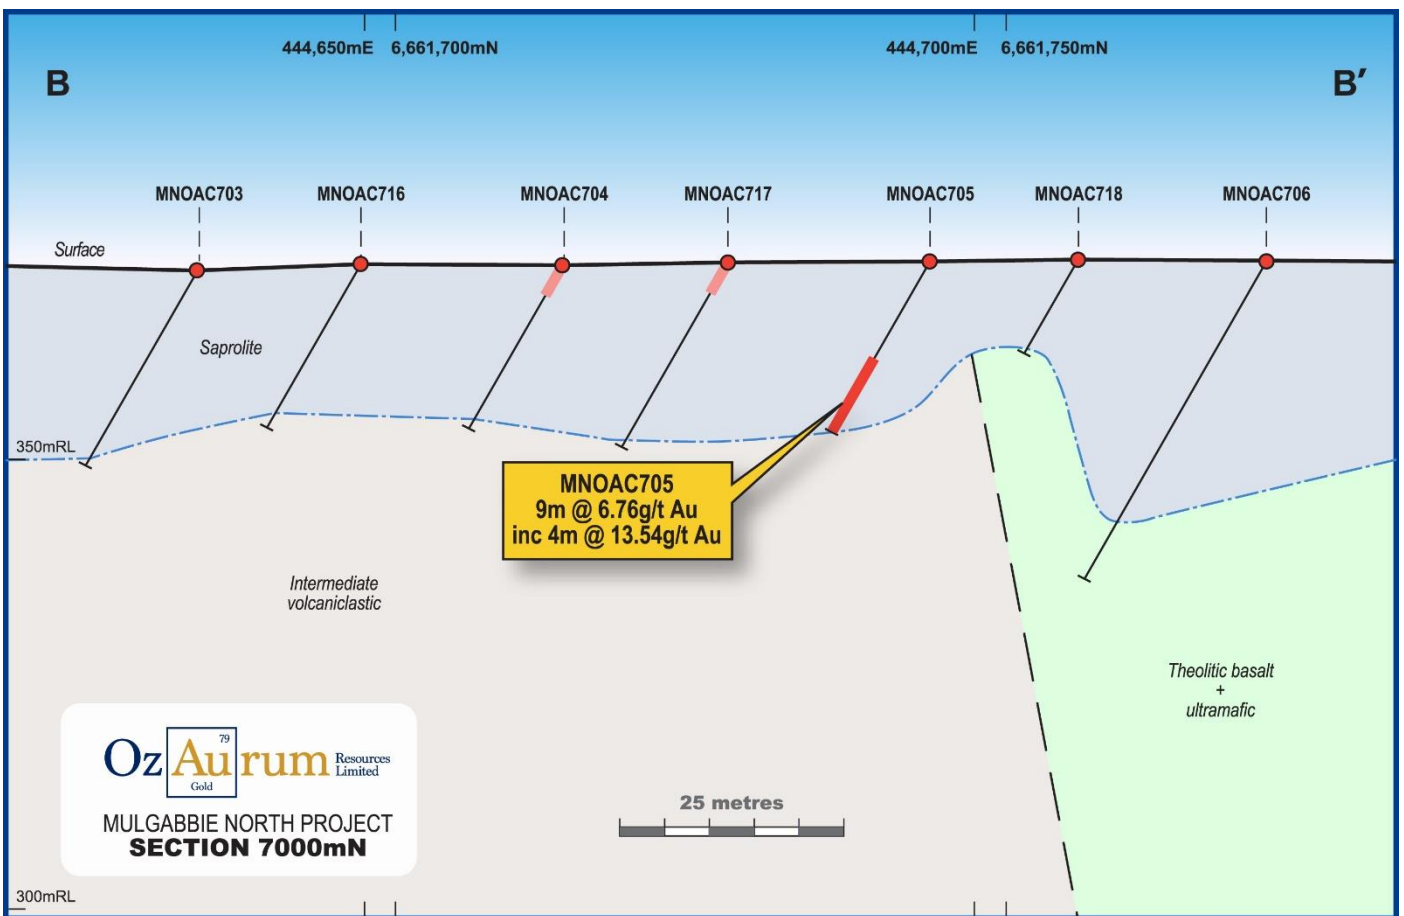 444,650mE 6,661,700mN 444,700mE 6,661,750mN
B B′
MNOAC703 MNOAC716 MNOAC704 MNOAC717 MNOAC705 MNOAC718 MNOAC706
Surface
Saprolite
350mRL
MNOAC705
9m @ 6.76g/t Au
inc 4m @ 13.54g/t Au
Intermediate
volcaniclastic
Theolitic basalt
+
ultramafic
79
Oz Aurum Resources
Limited
Gold
MULGABBIE NORTH PROJECT
SECTION 7000mN
25 metres
300mRL